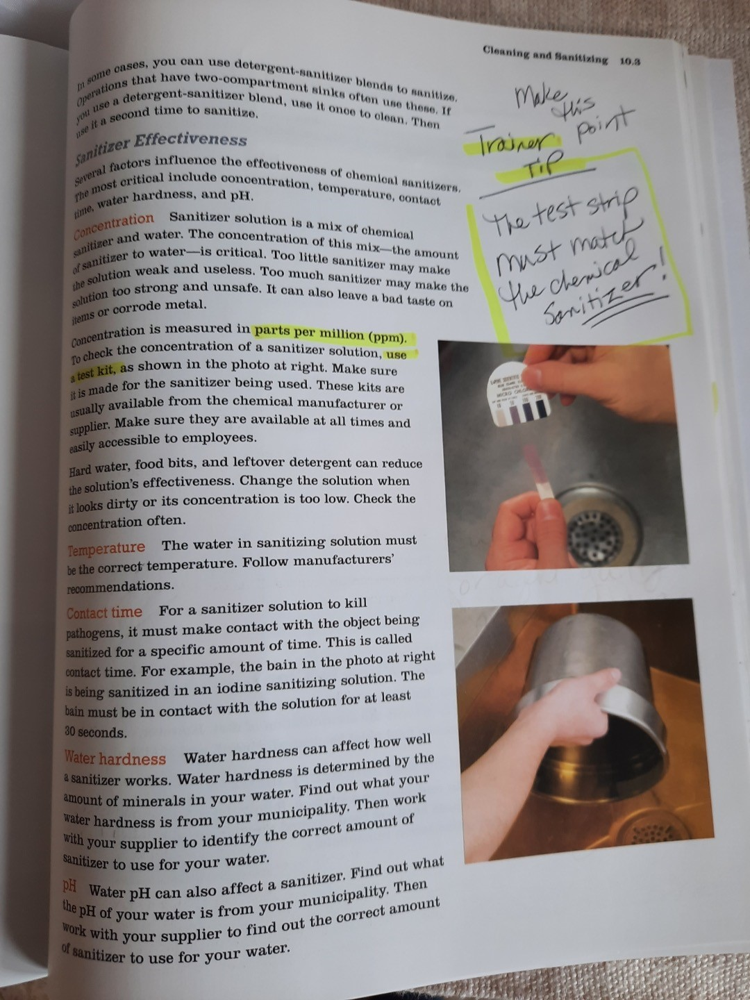 Cleaning and Sanitizing 10.3
In some cases, you can use detergent-sanitizer blends to sanitize.
Operations that have two-compartment sinks often use these. If
you use a detergent-sanitizer blend, use it once to clean. Then
use it a second time to sanitize.
Make
this
point
Trainer
TIP
The test strip
must match
the chemical
Sanitizer!
Sanitizer Effectiveness
Several factors influence the effectiveness of chemical sanitizers.
The most critical include concentration, temperature, contact
time, water hardness, and pH.
Concentration Sanitizer solution is a mix of chemical
sanitizer and water. The concentration of this mix—the amount
of sanitizer to water—is critical. Too little sanitizer may make
the solution weak and useless. Too much sanitizer may make the
solution too strong and unsafe. It can also leave a bad taste on
items or corrode metal.
Concentration is measured in parts per million (ppm).
To check the concentration of a sanitizer solution, use
a test kit, as shown in the photo at right. Make sure
it is made for the sanitizer being used. These kits are
usually available from the chemical manufacturer or
supplier. Make sure they are available at all times and
easily accessible to employees.
Hard water, food bits, and leftover detergent can reduce
the solution's effectiveness. Change the solution when
it looks dirty or its concentration is too low. Check the
concentration often.
Temperature The water in sanitizing solution must
be the correct temperature. Follow manufacturers'
recommendations.
Contact time For a sanitizer solution to kill
pathogens, it must make contact with the object being
sanitized for a specific amount of time. This is called
contact time. For example, the bain in the photo at right
is being sanitized in an iodine sanitizing solution. The
bain must be in contact with the solution for at least
30 seconds.
Water hardness Water hardness can affect how well
a sanitizer works. Water hardness is determined by the
amount of minerals in your water. Find out what your
water hardness is from your municipality. Then work
with your supplier to identify the correct amount of
sanitizer to use for your water.
pH Water pH can also affect a sanitizer. Find out what
the pH of your water is from your municipality. Then
work with your supplier to find out the correct amount
of sanitizer to use for your water.